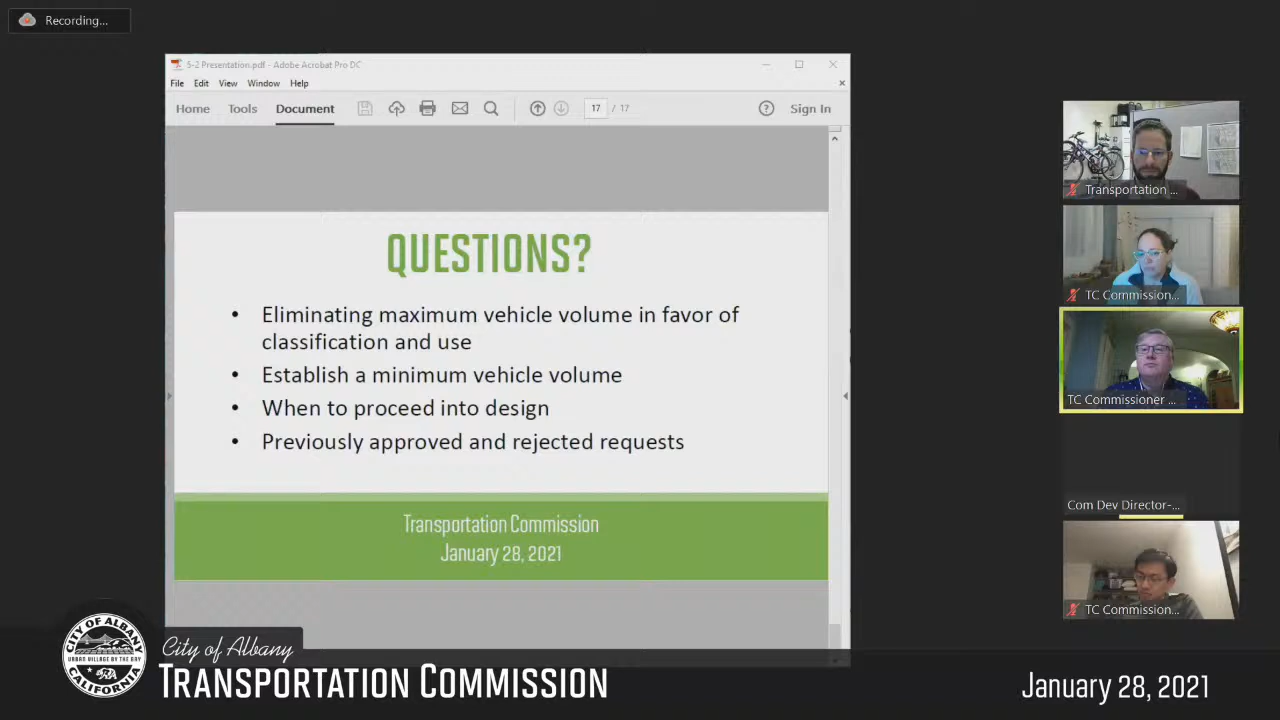 Recording...
5-2 Presentation.pdf - Adobe Acrobat Pro DC
File Edit View Window Help
Home Tools Document 17 / 17 Sign In
QUESTIONS?
• Eliminating maximum vehicle volume in favor of
classification and use
• Establish a minimum vehicle volume
• When to proceed into design
• Previously approved and rejected requests
Transportation Commission
January 28, 2021
Transportation ...
TC Commission...
TC Commissioner ...
Com Dev Director-...
TC Commission...
CITY OF ALBANY
URBAN VILLAGE BY THE BAY
CALIFORNIA
City of Albany
TRANSPORTATION COMMISSION
January 28, 2021